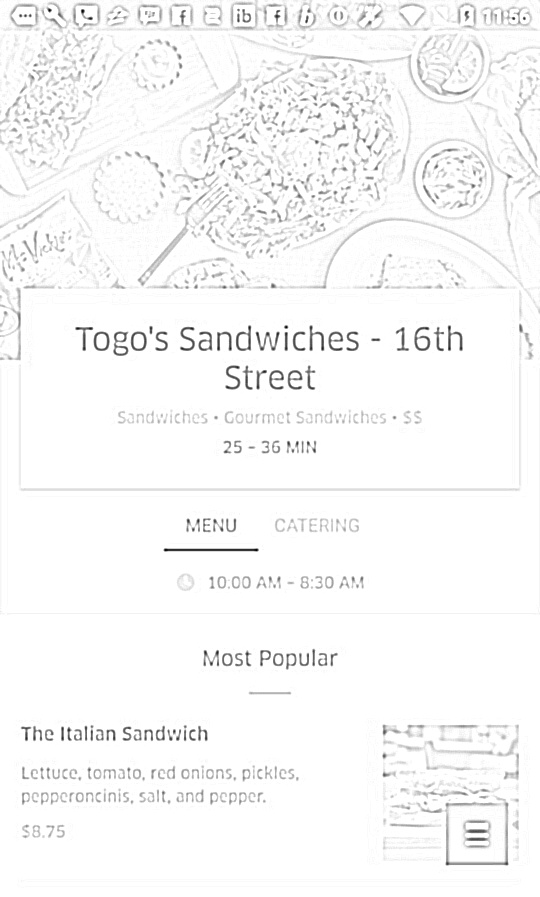 11:56
Togo's Sandwiches - 16th
Street
Sandwiches • Gourmet Sandwiches • $$
25 - 36 MIN
MENU CATERING
10:00 AM - 8:30 AM
Most Popular
The Italian Sandwich
Lettuce, tomato, red onions, pickles,
pepperoncinis, salt, and pepper.
$8.75